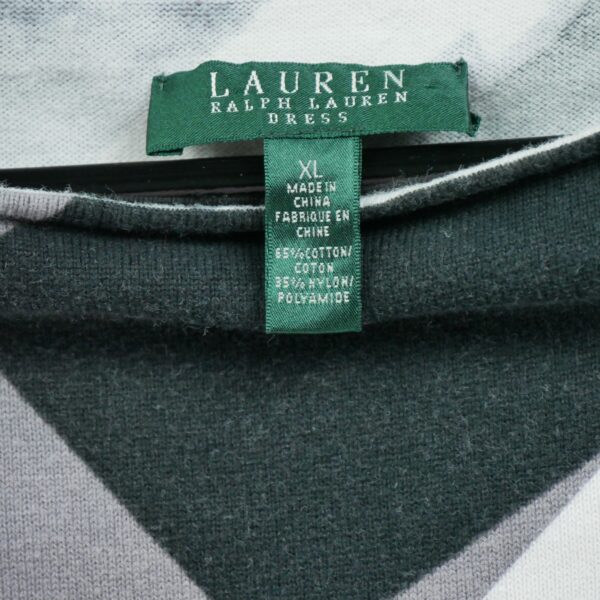 LAUREN
RALPH LAUREN
DRESS
XL
MADE IN
CHINA
FABRIQUE EN
CHINE
65% COTTON/
COTON
35% NYLON/
POLYAMIDE